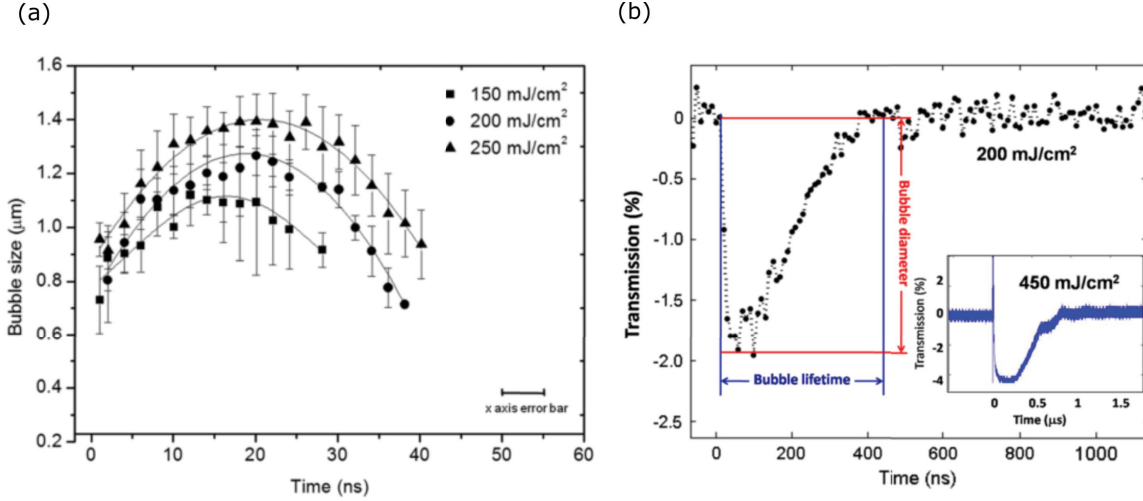 (a)
1.6
1.4
1.2
1.0
0.8
0.6
0.4
0.2
Bubble size (μm)
150 mJ/cm²
200 mJ/cm²
250 mJ/cm²
x axis error bar
0 10 20 30 40 50 60
Time (ns)
(b)
0.5
0
-0.5
-1.0
-1.5
-2.0
-2.5
Transmission (%)
200 mJ/cm²
Bubble diameter
Bubble lifetime
450 mJ/cm²
Transmission (%)
2
0
-2
-4
0 0.5 1 1.5
Time (μs)
0 200 400 600 800 1000
Time (ns)